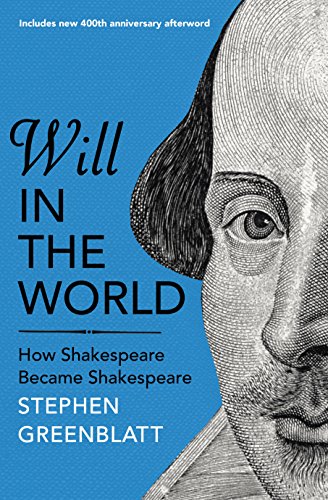 Includes new 400th anniversary afterword
Will
IN
THE
WORLD
How Shakespeare
Became Shakespeare
STEPHEN
GREENBLATT